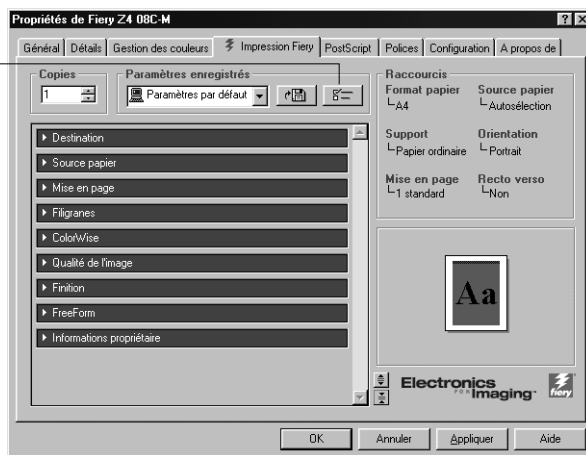 Propriétés de Fiery Z4 08C-M
Général Détails Gestion des couleurs Impression Fiery PostScript Polices Configuration A propos de
Copies
1
Paramètres enregistrés
Paramètres par défaut
Destination
Source papier
Mise en page
Filigranes
ColorWise
Qualité de l'image
Finition
FreeForm
Informations propriétaire
Raccourcis
Format papier Source papier
A4 Autosélection
Support Orientation
Papier ordinaire Portrait
Mise en page Recto verso
1 standard Non
Aa
Electronics
FOR Imaging
fiery
OK Annuler Appliquer Aide